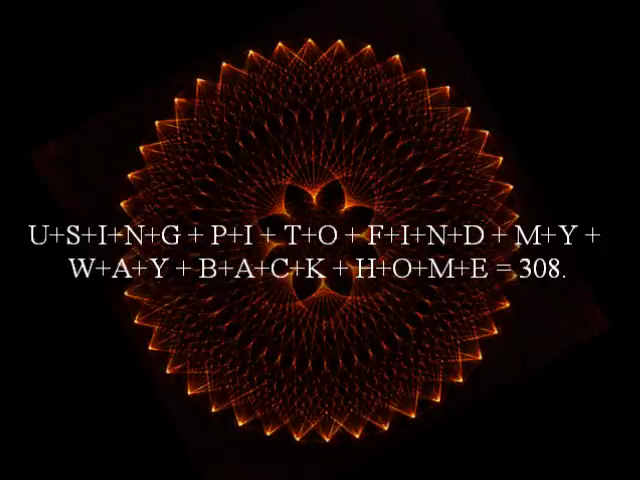 U+S+I+N+G + P+I + T+O + F+I+N+D + M+Y +
W+A+Y + B+A+C+K + H+O+M+E = 308.